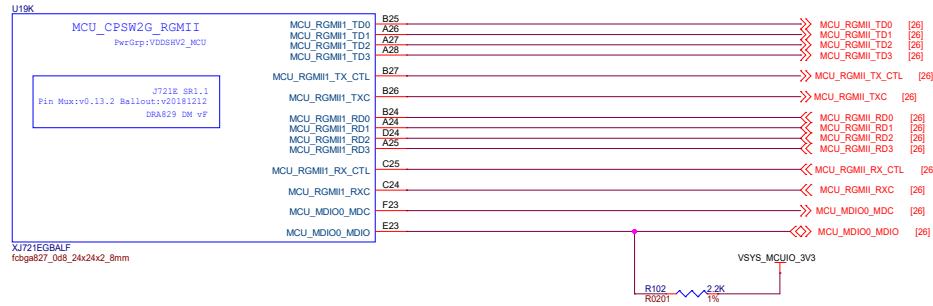 U19K
MCU_CPSW2G_RGMII
PwrGrp:VDDSHV2_MCU
J721E SR1.1
Pin Mux:v0.13.2 Ballout:v20181212
DRA829 DM vF
MCU_RGMII1_TD0 B25 MCU_RGMII_TD0 [26]
MCU_RGMII1_TD1 A26 MCU_RGMII_TD1 [26]
MCU_RGMII1_TD2 A27 MCU_RGMII_TD2 [26]
MCU_RGMII1_TD3 A28 MCU_RGMII_TD3 [26]
MCU_RGMII1_TX_CTL B27 MCU_RGMII_TX_CTL [26]
MCU_RGMII1_TXC B26 MCU_RGMII_TXC [26]
MCU_RGMII1_RD0 B24 MCU_RGMII_RD0 [26]
MCU_RGMII1_RD1 A24 MCU_RGMII_RD1 [26]
MCU_RGMII1_RD2 D24 MCU_RGMII_RD2 [26]
MCU_RGMII1_RD3 A25 MCU_RGMII_RD3 [26]
MCU_RGMII1_RX_CTL C25 MCU_RGMII_RX_CTL [26
MCU_RGMII1_RXC C24 MCU_RGMII_RXC [26]
MCU_MDIO0_MDC F23 MCU_MDIO0_MDC [26]
MCU_MDIO0_MDIO E23 MCU_MDIO0_MDIO [26]
XJ721EGBALF
fcbga827_0d8_24x24x2_8mm
VSYS_MCUIO_3V3
R102 2.2K
R0201 1%